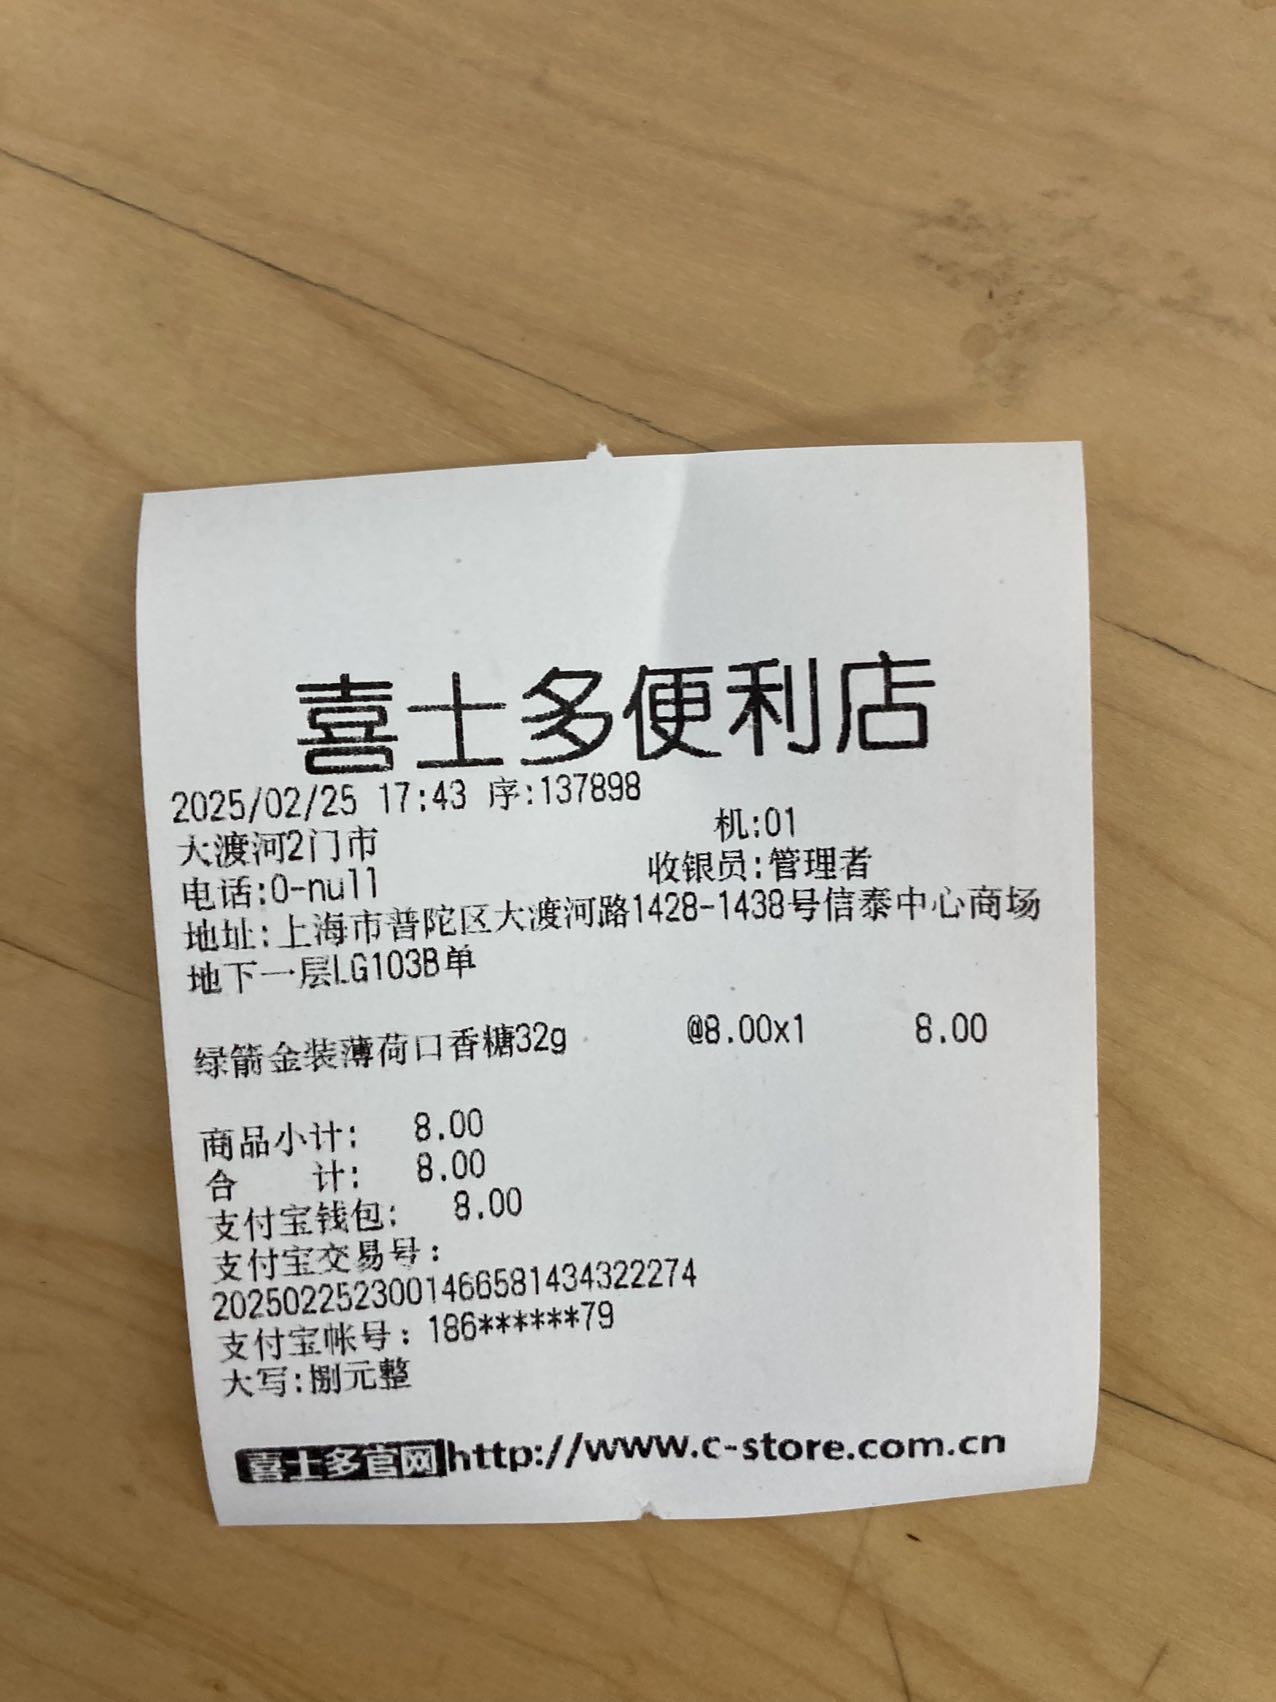 喜士多便利店
2025/02/25 17:43 序:137898
大渡河2门市 机:01
电话:0-null 收银员:管理者
地址:上海市普陀区大渡河路1428-1438号信泰中心商场
地下一层LG103B单
绿箭金装薄荷口香糖32g @8.00x1 8.00
商品小计: 8.00
合 计: 8.00
支付宝钱包: 8.00
支付宝交易号:
2025022523001466581434322274
支付宝帐号: 186******79
大写:捌元整
喜士多官网http://www.c-store.com.cn